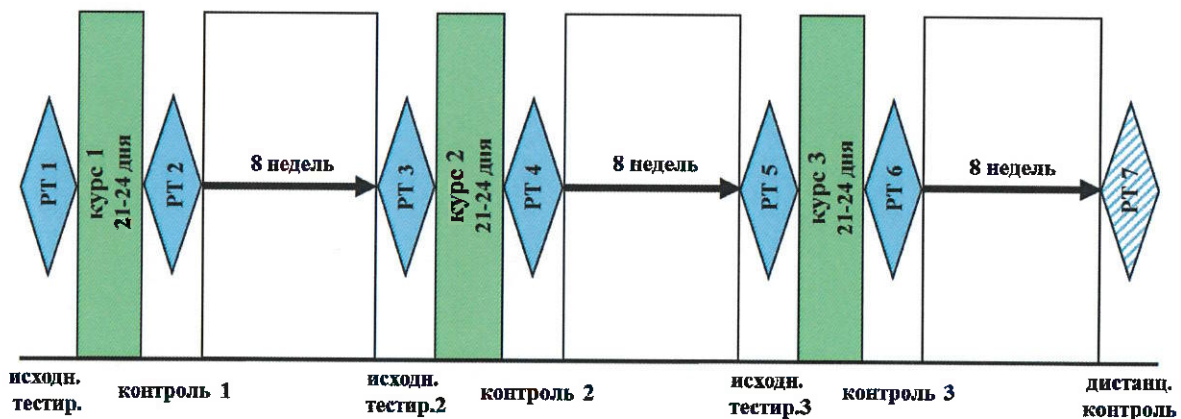 РТ 1
курс 1
21-24 дня
РТ 2
8 недель
РТ 3
курс 2
21-24 дня
РТ 4
8 недель
РТ 5
курс 3
21-24 дня
РТ 6
8 недель
РТ 7
исходн.
тестир.
контроль 1
исходн.
тестир.2
контроль 2
исходн.
тестир.3
контроль 3
дистанц.
контроль